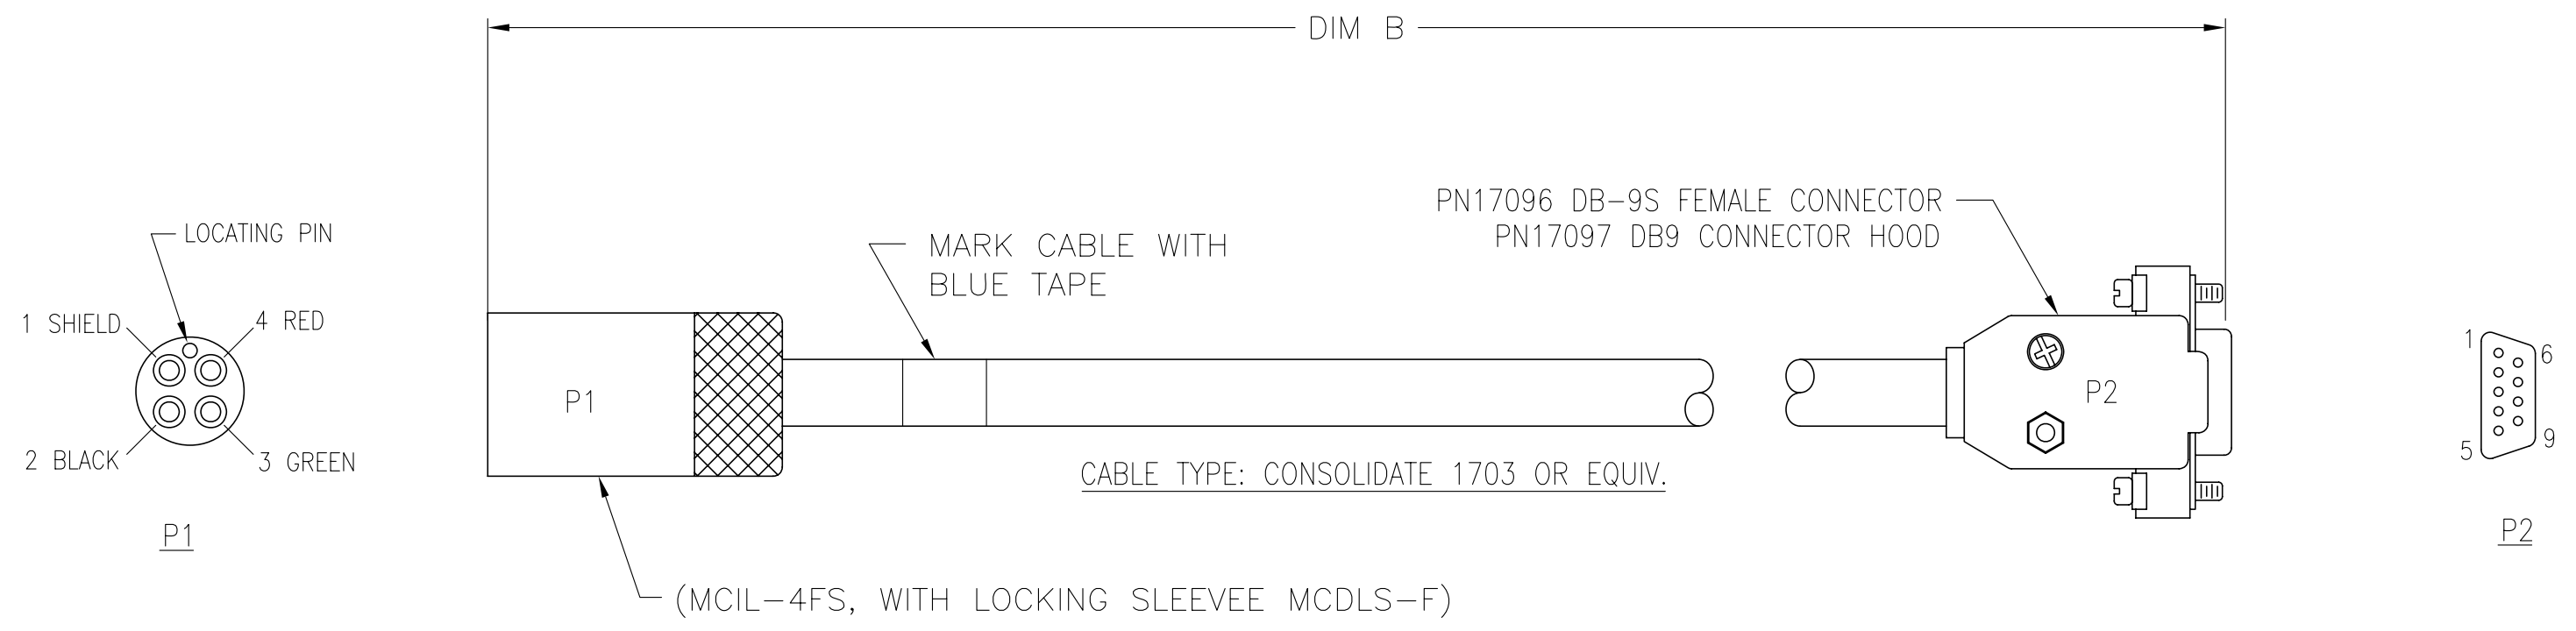 DIM B
PN17096 DB-9S FEMALE CONNECTOR
PN17097 DB9 CONNECTOR HOOD
LOCATING PIN
MARK CABLE WITH
BLUE TAPE
1 SHIELD
4 RED
2 BLACK
3 GREEN
P1
P1
P2
1
6
5
9
CABLE TYPE: CONSOLIDATE 1703 OR EQUIV.
P2
(MCIL-4FS, WITH LOCKING SLEEVEE MCDLS-F)